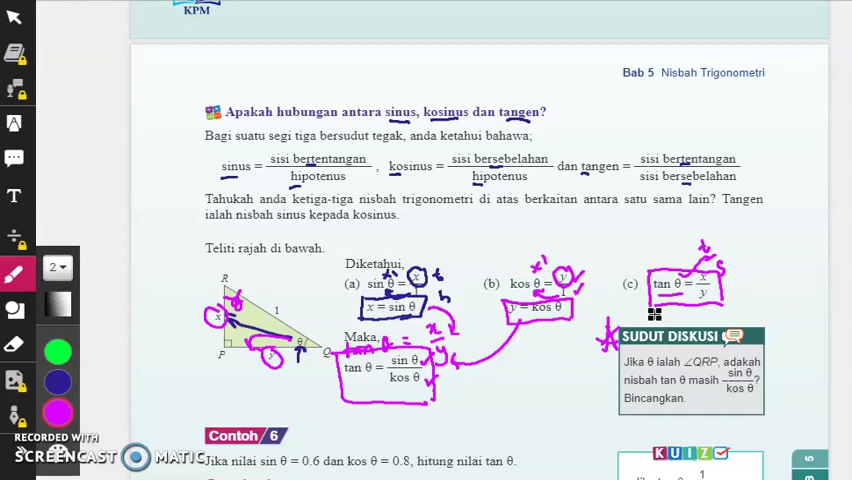 KPM
Bab 5 Nisbah Trigonometri
Apakah hubungan antara sinus, kosinus dan tangen?
Bagi suatu segi tiga bersudut tegak, anda ketahui bahawa;
sinus = sisi bertentangan / hipotenus , kosinus = sisi bersebelahan / hipotenus dan tangen = sisi bertentangan / sisi bersebelahan
Tahukah anda ketiga-tiga nisbah trigonometri di atas berkaitan antara satu sama lain? Tangen
ialah nisbah sinus kepada kosinus.
Teliti rajah di bawah.
R
x
1
θ
P
y
Q
Diketahui,
(a) sin θ = x / 1
x = sin θ
(b) kos θ = y / 1
y = kos θ
(c) tan θ = x / y
Maka,
x / y
tan θ = sin θ / kos θ
SUDUT DISKUSI
Jika θ ialah ∠QRP, adakah
nisbah tan θ masih sin θ / kos θ?
Bincangkan.
Contoh 6
Jika nilai sin θ = 0.6 dan kos θ = 0.8, hitung nilai tan θ.
KUIZ
5
2
T
RECORDED WITH
SCREENCAST MATIC